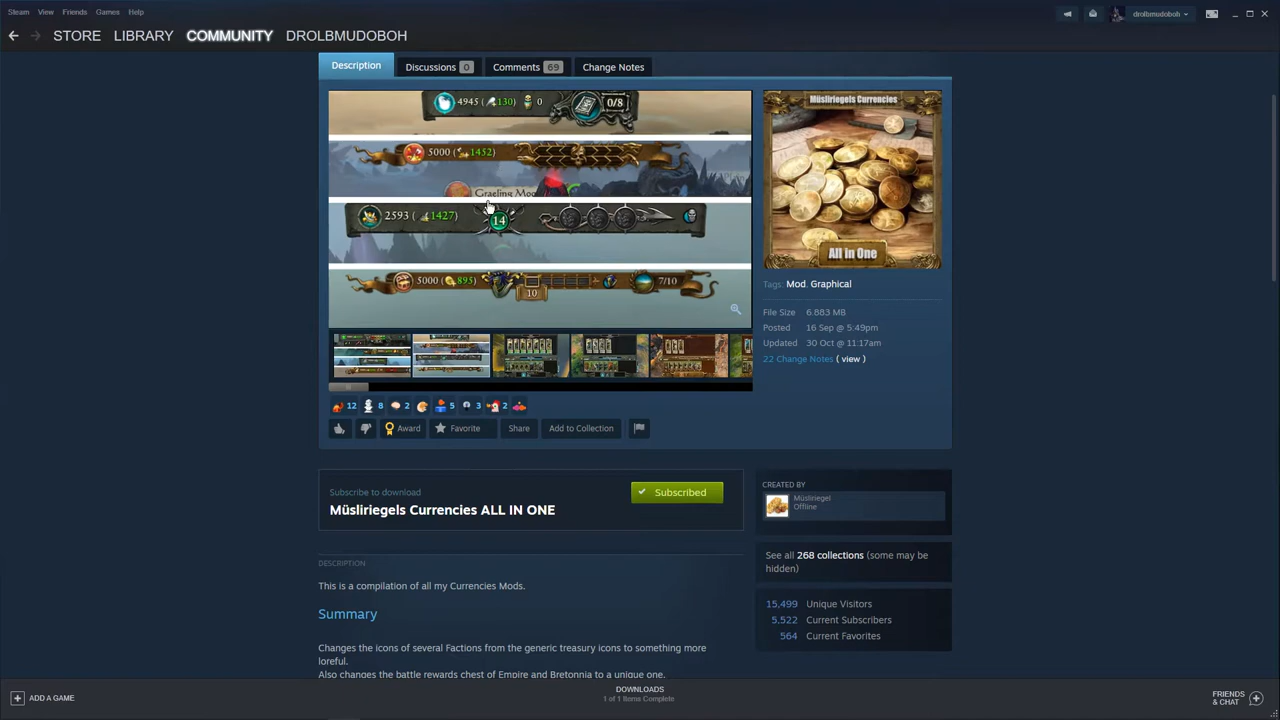 Steam View Friends Games Help
drolbmudoboh
STORE LIBRARY COMMUNITY DROLBMUDOBOH
Description
Discussions 0
Comments 69
Change Notes
4945 ( 130) 0 0/8
5000 ( 1452)
2593 ( 1427) 14
5000 ( 895) 10 7/10
Müsliriegels Currencies
All in One
Tags: Mod, Graphical
File Size 6.883 MB
Posted 16 Sep @ 5:49pm
Updated 30 Oct @ 11:17am
22 Change Notes ( view )
12 8 2 5 3 2
Award Favorite Share Add to Collection
Subscribe to download
Müsliriegels Currencies ALL IN ONE
Subscribed
CREATED BY
Müsliriegel
Offline
See all 268 collections (some may be
hidden)
15,499 Unique Visitors
5,522 Current Subscribers
564 Current Favorites
DESCRIPTION
This is a compilation of all my Currencies Mods.
Summary
Changes the icons of several Factions from the generic treasury icons to something more
loreful.
Also changes the battle rewards chest of Empire and Bretonnia to a unique one.
ADD A GAME
DOWNLOADS
1 of 1 Items Complete
FRIENDS
& CHAT